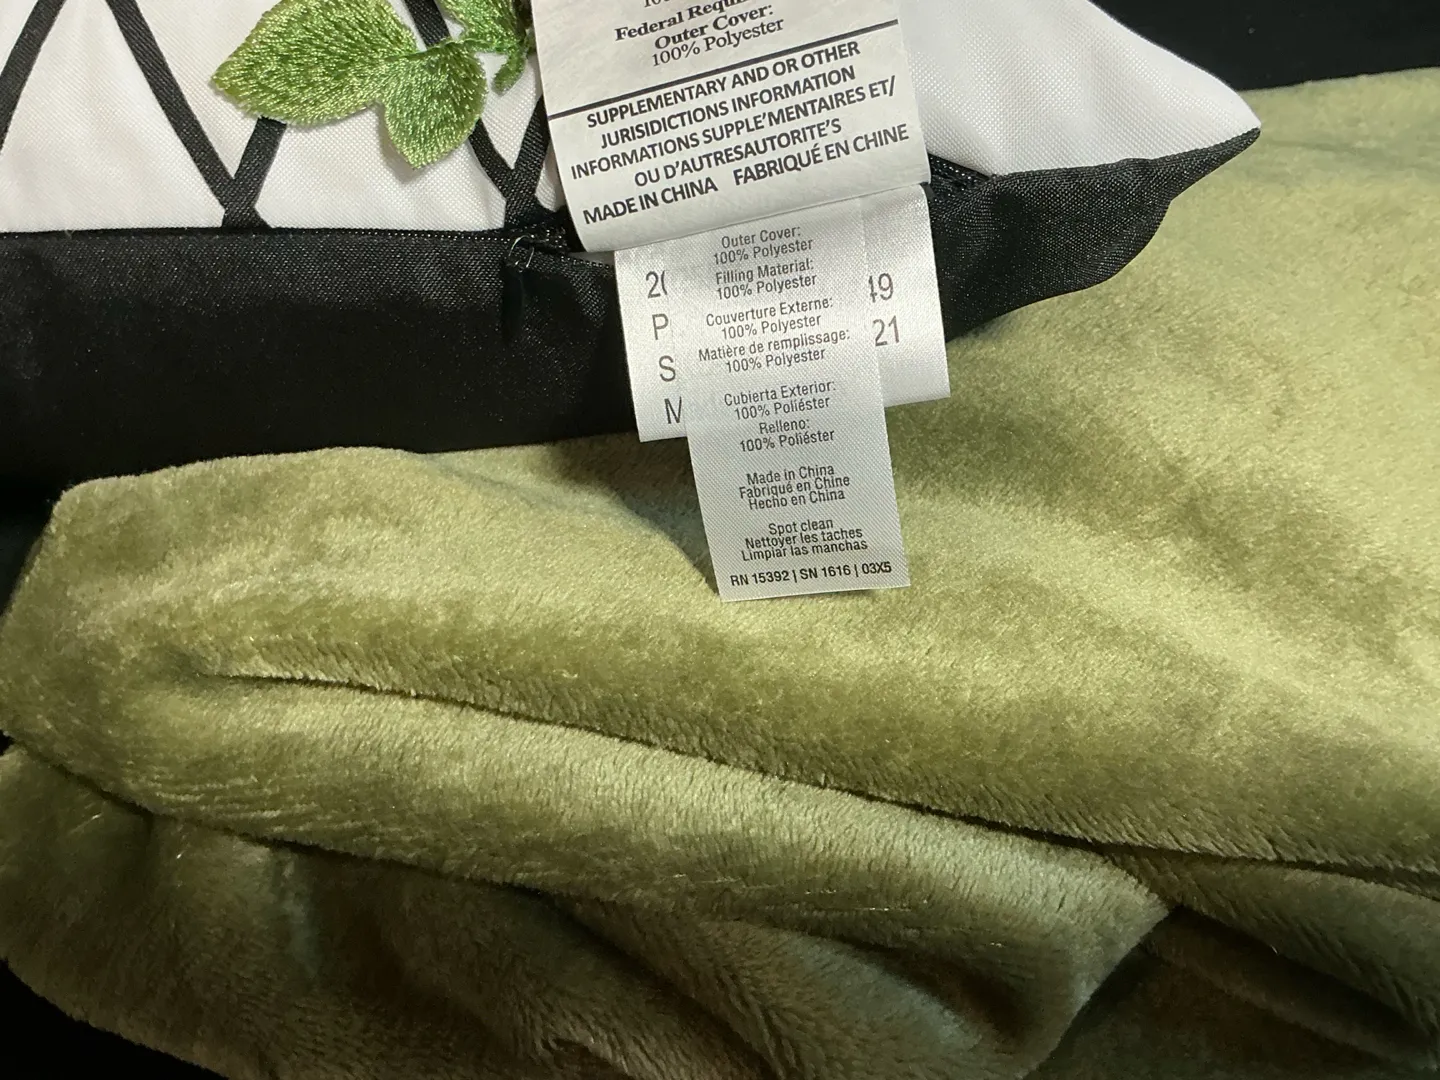 Federal
Outer Cover:
100% Polyester
SUPPLEMENTARY AND OR OTHER
JURISIDICTIONS INFORMATION
INFORMATIONS SUPPLE'MENTAIRES ET/
OU D'AUTRESAUTORITE'S
MADE IN CHINA FABRIQUÉ EN CHINE
Outer Cover:
100% Polyester
Filling Material:
100% Polyester
Couverture Externe:
100% Polyester
Matière de remplissage:
100% Polyester
Cubierta Exterior:
100% Poliéster
Relleno:
100% Poliéster
Made in China
Fabriqué en Chine
Hecho en China
Spot clean
Nettoyer les taches
Limpiar las manchas
RN 15392 | SN 1616 | 03X5
P
S 21
M